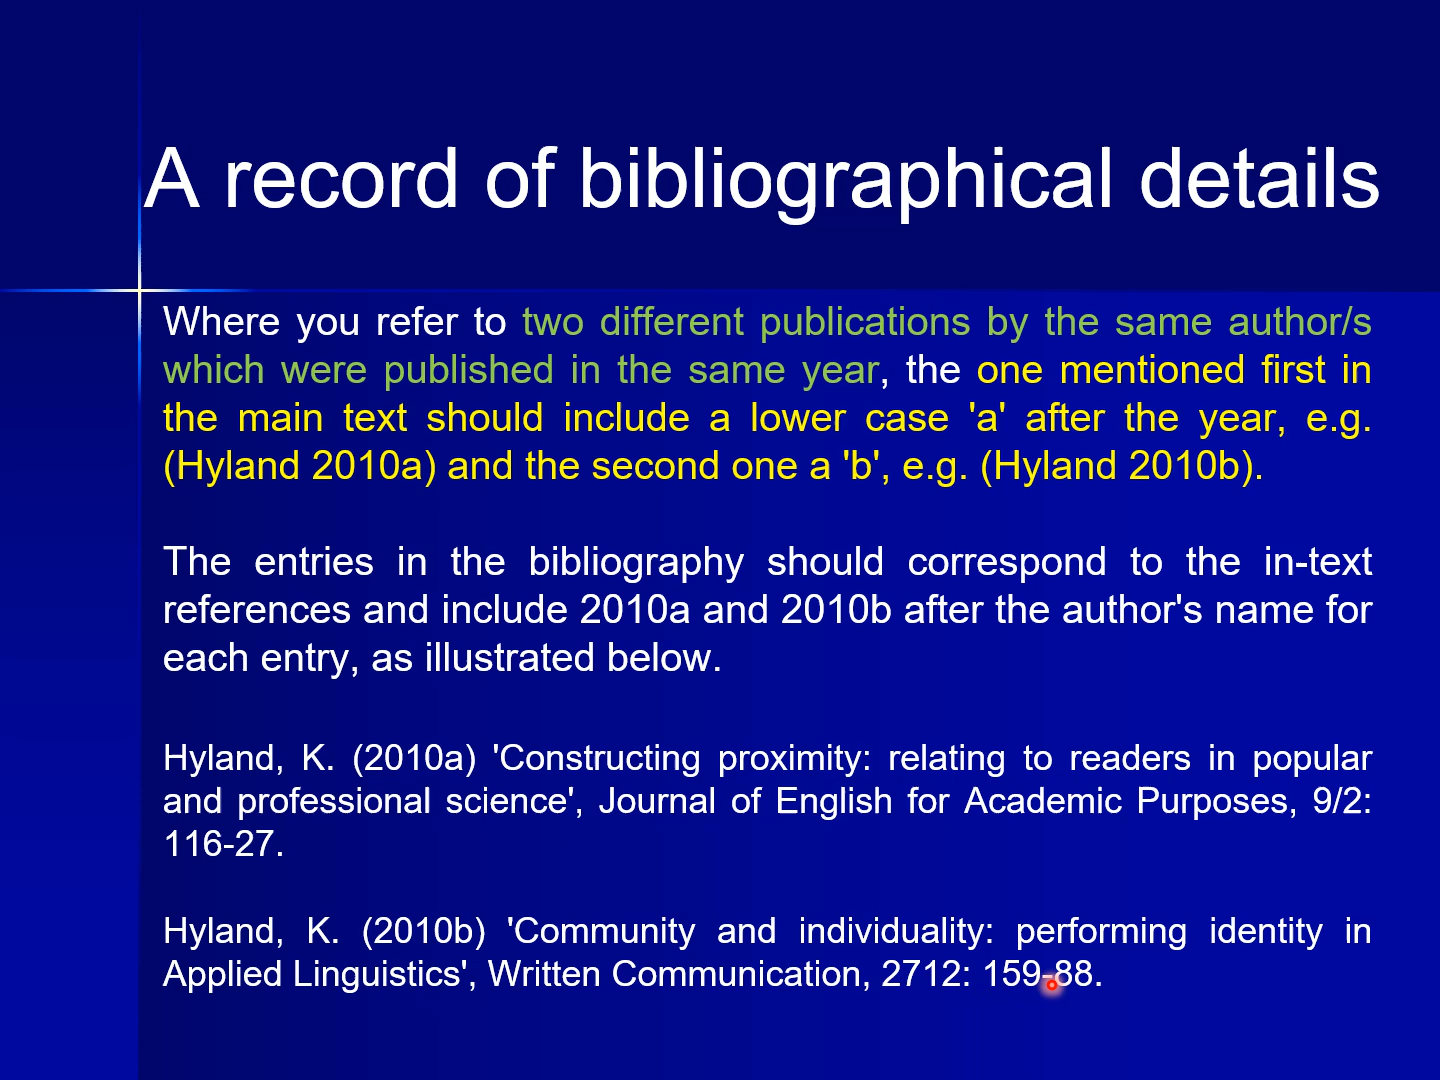 A record of bibliographical details
Where you refer to two different publications by the same author/s
which were published in the same year, the one mentioned first in
the main text should include a lower case 'a' after the year, e.g.
(Hyland 2010a) and the second one a 'b', e.g. (Hyland 2010b).
The entries in the bibliography should correspond to the in-text
references and include 2010a and 2010b after the author's name for
each entry, as illustrated below.
Hyland, K. (2010a) 'Constructing proximity: relating to readers in popular
and professional science', Journal of English for Academic Purposes, 9/2:
116-27.
Hyland, K. (2010b) 'Community and individuality: performing identity in
Applied Linguistics', Written Communication, 2712: 159-88.